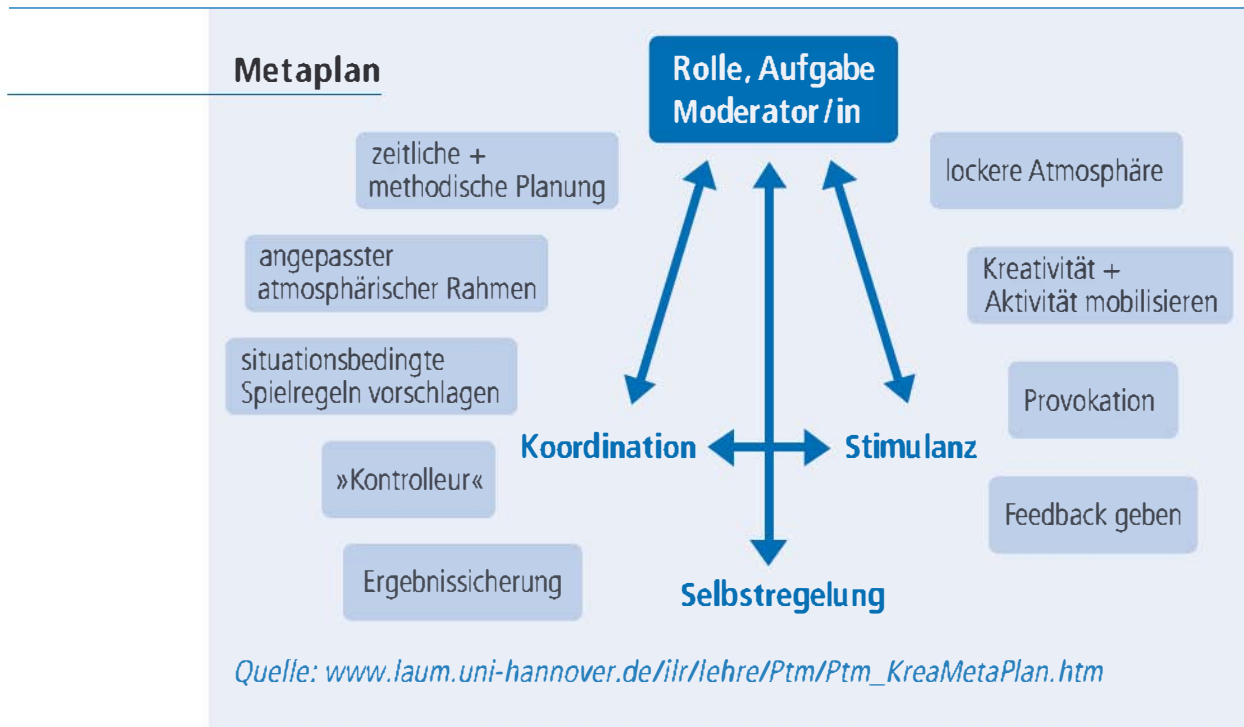 Metaplan
Rolle, Aufgabe
Moderator/in
zeitliche +
methodische Planung
angepasster
atmosphärischer Rahmen
situationsbedingte
Spielregeln vorschlagen
»Kontrolleur«
Ergebnissicherung
lockere Atmosphäre
Kreativität +
Aktivität mobilisieren
Provokation
Feedback geben
Koordination
Stimulanz
Selbstregelung
Quelle: www.laum.uni-hannover.de/ilr/lehre/Ptm/Ptm_KreaMetaPlan.htm